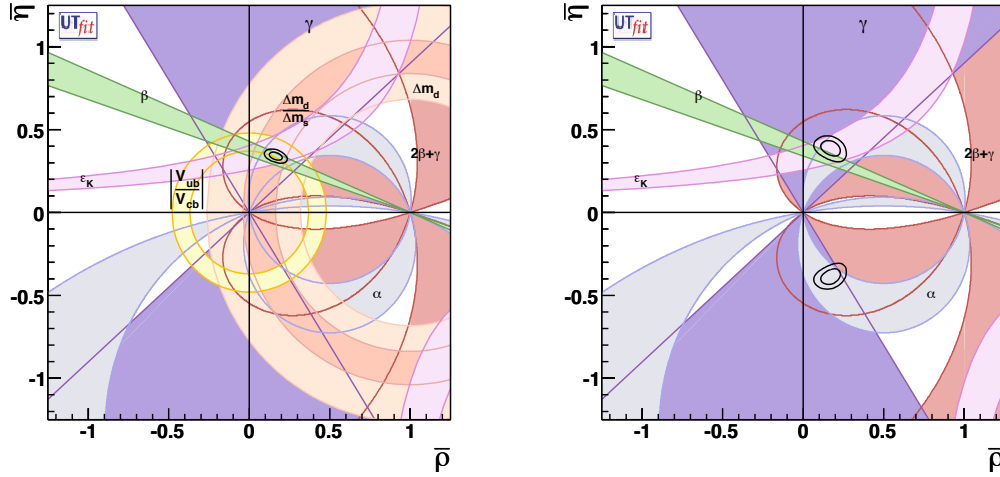 η̅
UTfit
γ
1
Δm_d
Δm_s
Δm_d
β
0.5
2β+γ
ε_K
|V_ub
V_cb|
0
-0.5
α
-1
-1 -0.5 0 0.5 1
ρ̅
η̅
UTfit
γ
1
β
0.5
2β+γ
ε_K
0
-0.5
α
-1
-1 -0.5 0 0.5 1
ρ̅